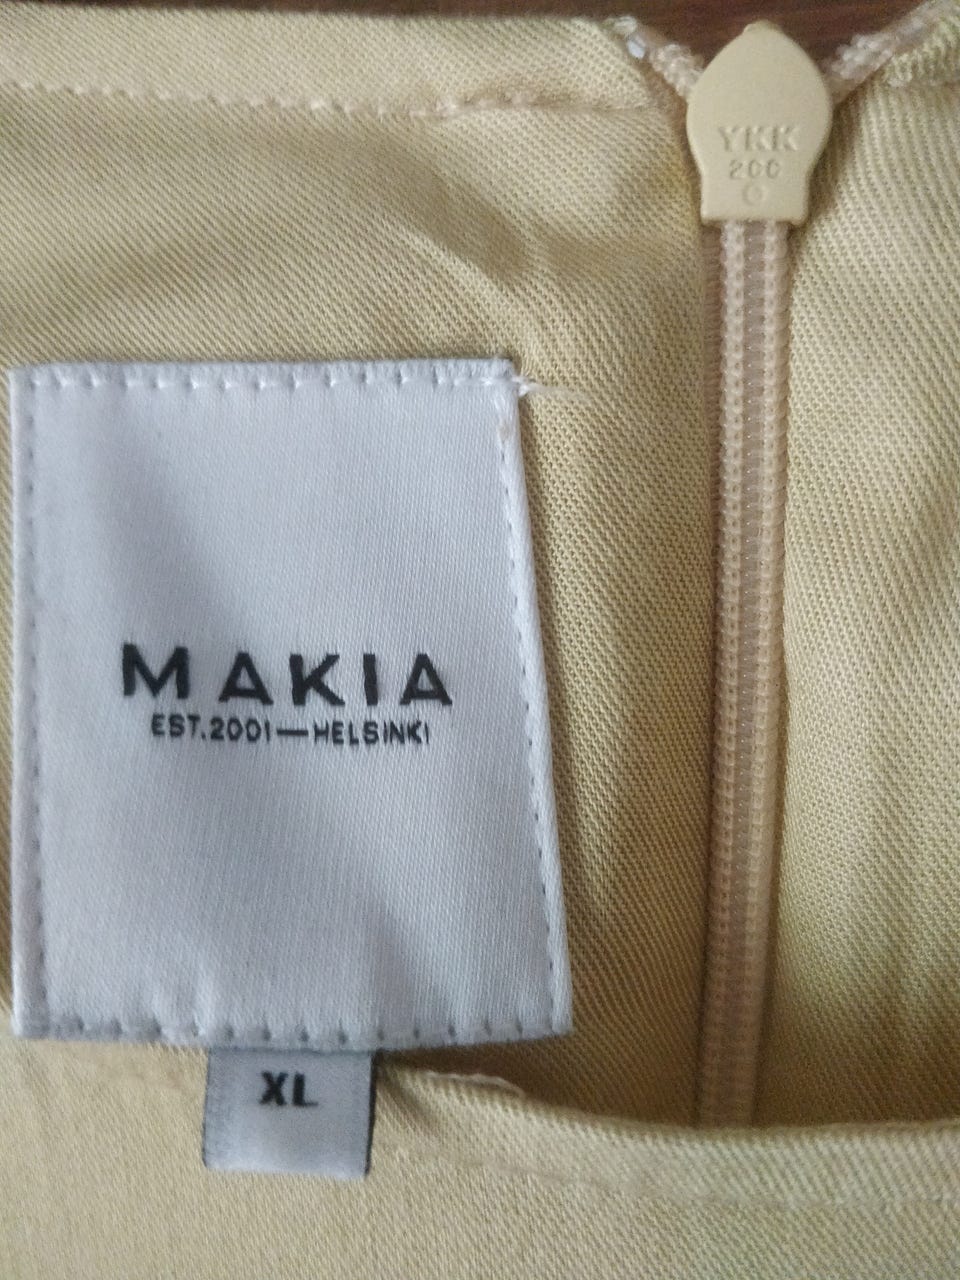 YKK
200
MAKIA
EST.2001—HELSINKI
XL